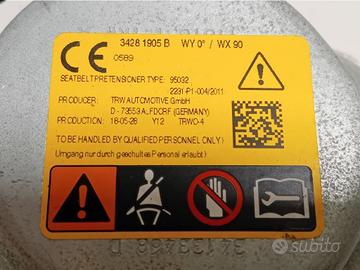 3428 1905 B WY 0° / WX 90
CE
0589
SEATBELTPRETENSIONER TYPE: 95032
2231-P1-004/2011
PRODUCER: TRW AUTOMOTIVE GmbH
D - 73553 ALFDORF (GERMANY)
PRODUCTION: 18-05-26 Y12 TRWO-4
TO BE HANDLED BY QUALIFIED PERSONNEL ONLY!
(Umgang nur durch geschultes Personal erlaubt)
subito